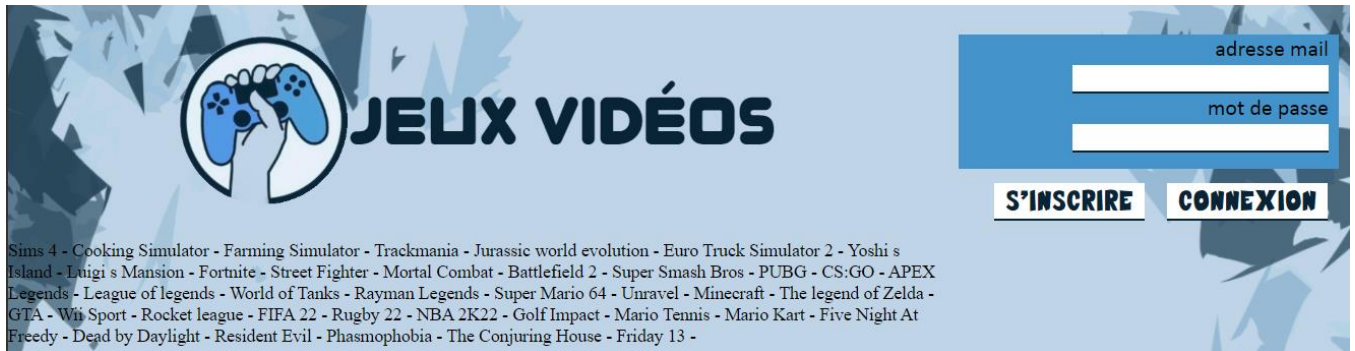 JEUX VIDÉOS
adresse mail
mot de passe
S'INSCRIRE CONNEXION
Sims 4 - Cooking Simulator - Farming Simulator - Trackmania - Jurassic world evolution - Euro Truck Simulator 2 - Yoshi s
Island - Luigi s Mansion - Fortnite - Street Fighter - Mortal Combat - Battlefield 2 - Super Smash Bros - PUBG - CS:GO - APEX
Legends - League of legends - World of Tanks - Rayman Legends - Super Mario 64 - Unravel - Minecraft - The legend of Zelda -
GTA - Wii Sport - Rocket league - FIFA 22 - Rugby 22 - NBA 2K22 - Golf Impact - Mario Tennis - Mario Kart - Five Night At
Freedy - Dead by Daylight - Resident Evil - Phasmophobia - The Conjuring House - Friday 13 -